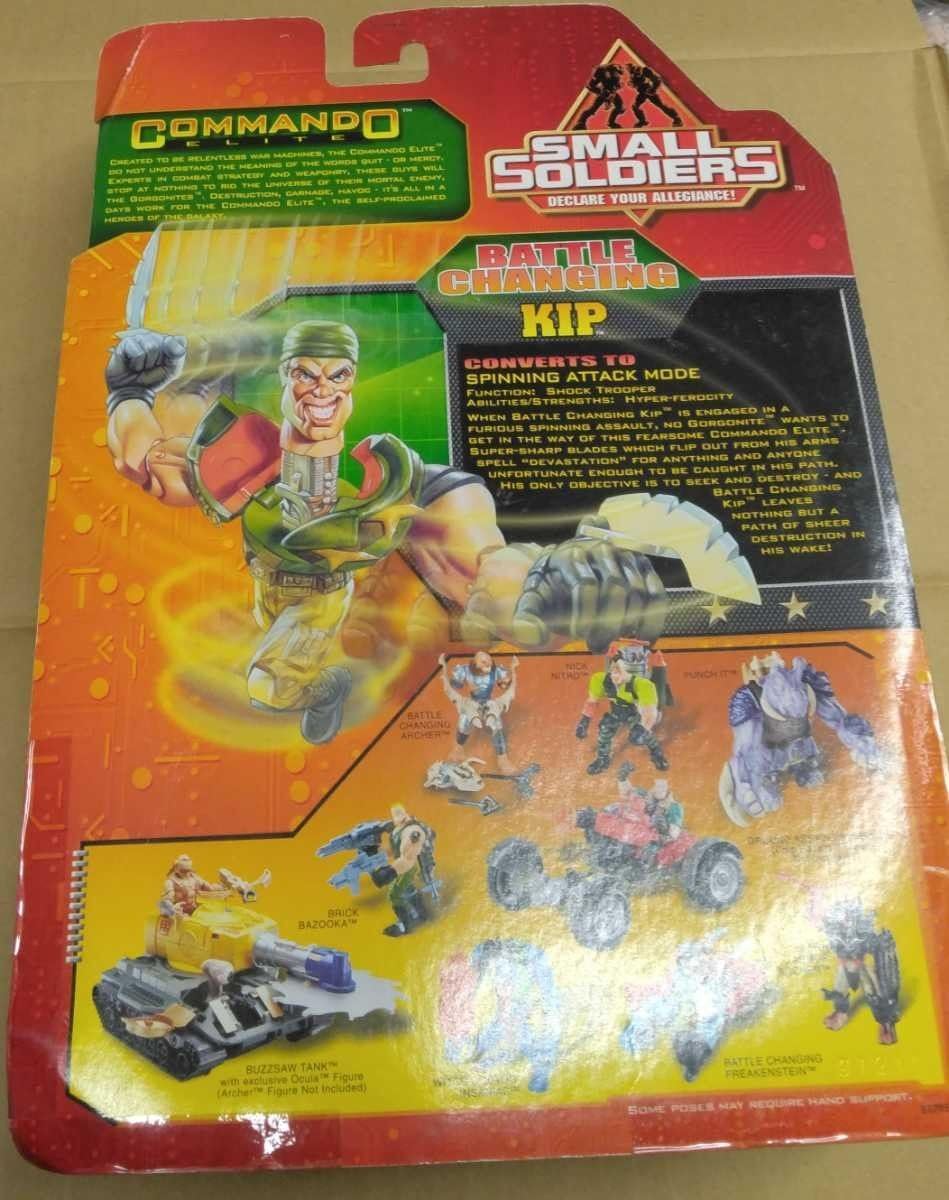 COMMANDO™
ELITE
CREATED TO BE RELENTLESS WAR MACHINES, THE COMMANDO ELITE™
DO NOT UNDERSTAND THE MEANING OF THE WORDS QUIT - OR MERCY.
EXPERTS IN COMBAT STRATEGY AND WEAPONRY, THESE GUYS WILL
STOP AT NOTHING TO RID THE UNIVERSE OF THEIR MORTAL ENEMY,
THE GORGONITES™. DESTRUCTION, CARNAGE, HAVOC - IT'S ALL IN A
DAYS WORK FOR THE COMMANDO ELITE™, THE SELF-PROCLAIMED
HEROES OF THE GALAXY.
SMALL
SOLDIERS™
DECLARE YOUR ALLEGIANCE!
BATTLE
CHANGING
KIP™
CONVERTS TO
SPINNING ATTACK MODE
FUNCTION: SHOCK TROOPER
ABILITIES/STRENGTHS: HYPER-FEROCITY
WHEN BATTLE CHANGING KIP™ IS ENGAGED IN A
FURIOUS SPINNING ASSAULT, NO GORGONITE™ WANTS TO
GET IN THE WAY OF THIS FEARSOME COMMANDO ELITE™.
SUPER-SHARP BLADES WHICH FLIP OUT FROM HIS ARMS
SPELL "DEVASTATION" FOR ANYTHING AND ANYONE
UNFORTUNATE ENOUGH TO BE CAUGHT IN HIS PATH.
HIS ONLY OBJECTIVE IS TO SEEK AND DESTROY - AND
BATTLE CHANGING
KIP™ LEAVES
NOTHING BUT A
PATH OF SHEER
DESTRUCTION IN
HIS WAKE!
BATTLE
CHANGING
ARCHER™
NICK
NITRO™
PUNCH IT™
BRICK
BAZOOKA™
BUZZSAW TANK™
with exclusive Ocula™ Figure
(Archer™ Figure Not Included)
BATTLE CHANGING
FREAKENSTEIN™
SOME POSES MAY REQUIRE HAND SUPPORT.